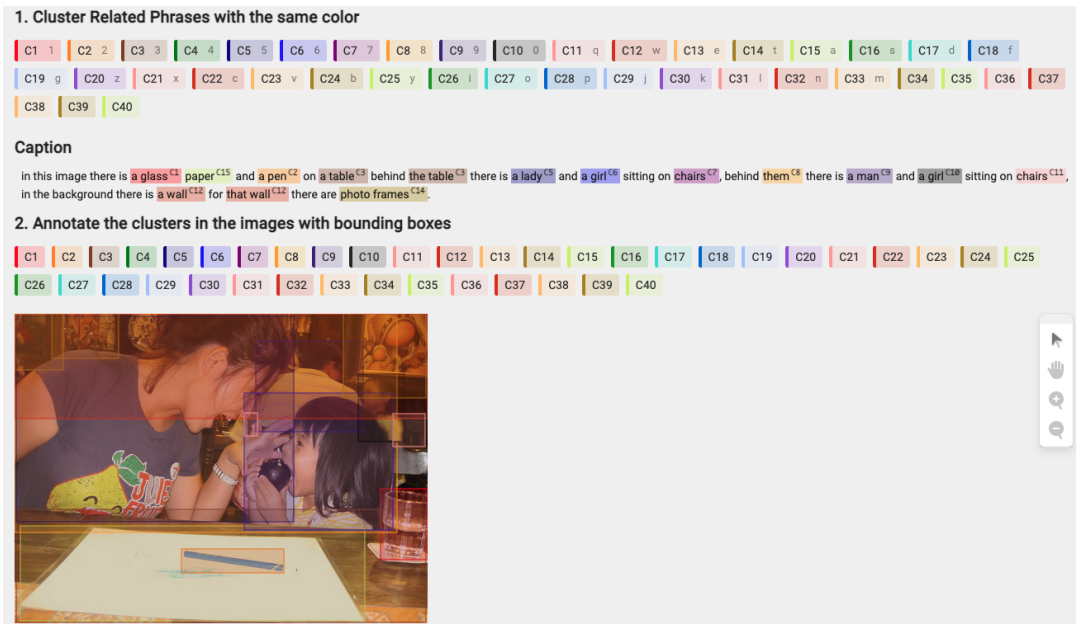 1. Cluster Related Phrases with the same color
C1 1 C2 2 C3 3 C4 4 C5 5 C6 6 C7 7 C8 8 C9 9 C10 0 C11 q C12 w C13 e C14 t C15 a C16 s C17 d C18 f
C19 g C20 z C21 x C22 c C23 v C24 b C25 y C26 i C27 o C28 p C29 j C30 k C31 l C32 n C33 m C34 C35 C36 C37
C38 C39 C40
Caption
in this image there is a glass C1 paper C15 and a pen C2 on a table C3 behind the table C3 there is a lady C5 and a girl C6 sitting on chairs C7, behind them C8 there is a man C9 and a girl C10 sitting on chairs C11,
in the background there is a wall C12 for that wall C12 there are photo frames C14.
2. Annotate the clusters in the images with bounding boxes
C1 C2 C3 C4 C5 C6 C7 C8 C9 C10 C11 C12 C13 C14 C15 C16 C17 C18 C19 C20 C21 C22 C23 C24 C25
C26 C27 C28 C29 C30 C31 C32 C33 C34 C35 C36 C37 C38 C39 C40